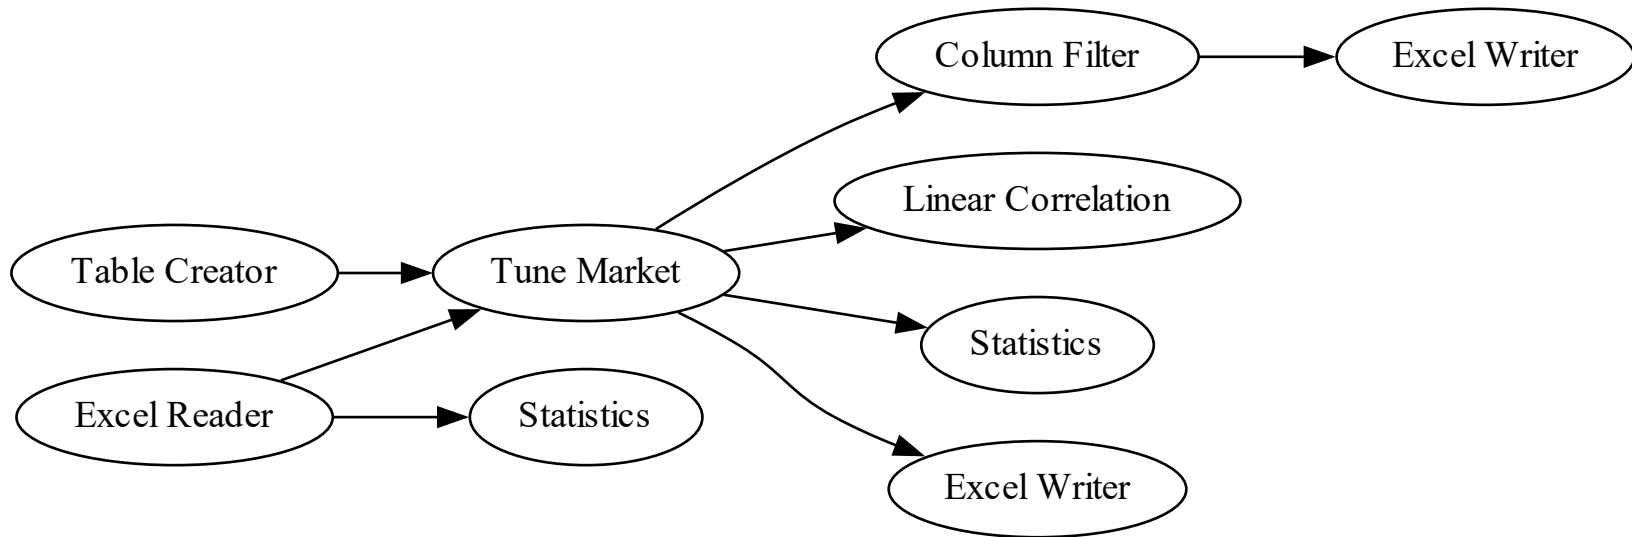 Column Filter
Excel Writer
Linear Correlation
Table Creator
Tune Market
Statistics
Excel Reader
Statistics
Excel Writer